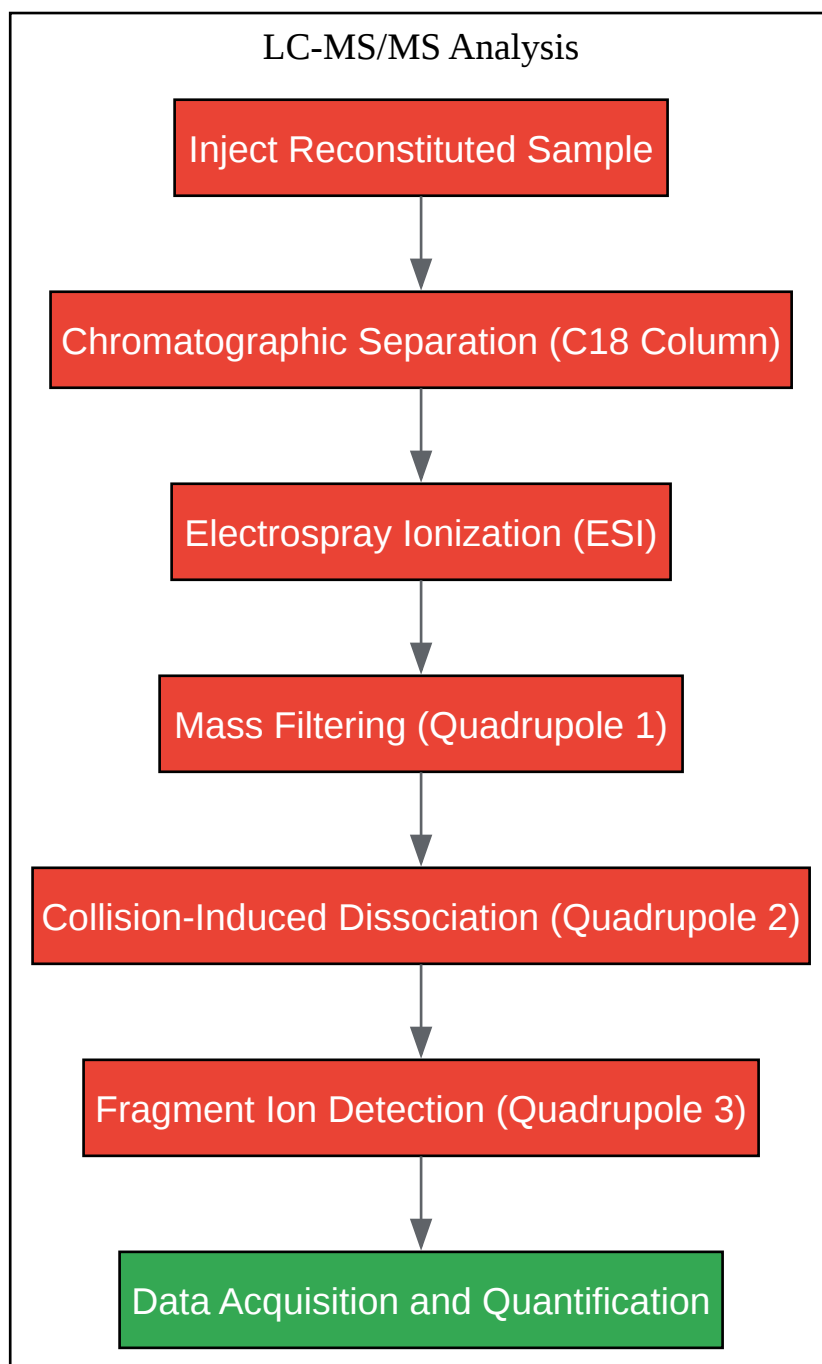 LC-MS/MS Analysis
Inject Reconstituted Sample
Chromatographic Separation (C18 Column)
Electrospray Ionization (ESI)
Mass Filtering (Quadrupole 1)
Collision-Induced Dissociation (Quadrupole 2)
Fragment Ion Detection (Quadrupole 3)
Data Acquisition and Quantification